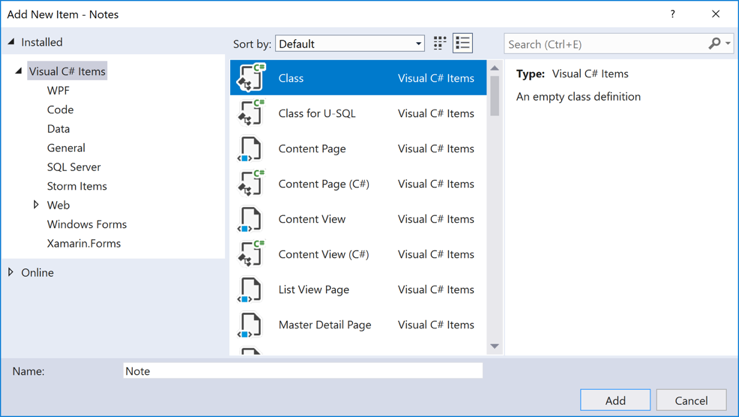 Add New Item - Notes
? ×
Installed
Sort by: Default
Search (Ctrl+E)
Visual C# Items
WPF
Code
Data
General
SQL Server
Storm Items
Web
Windows Forms
Xamarin.Forms
Online
C# Class Visual C# Items
C# Class for U-SQL Visual C# Items
Content Page Visual C# Items
C# Content Page (C#) Visual C# Items
Content View Visual C# Items
C# Content View (C#) Visual C# Items
List View Page Visual C# Items
Master Detail Page Visual C# Items
Type: Visual C# Items
An empty class definition
Name: Note
Add Cancel